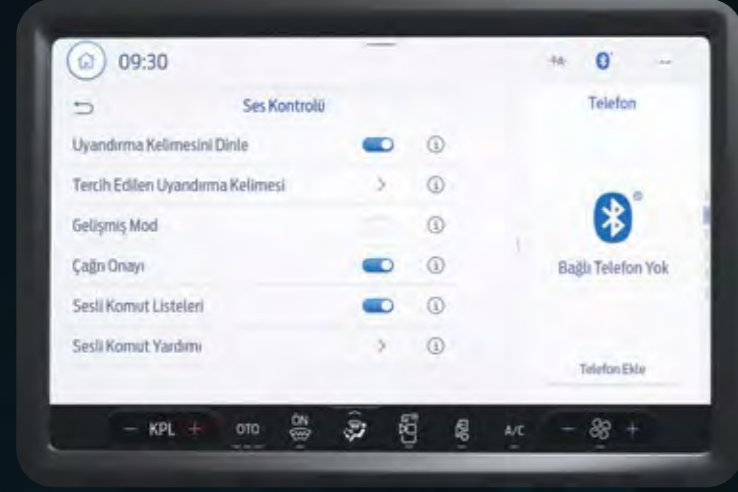 09:30
Ses Kontrolü
Telefon
Uyandırma Kelimesini Dinle
Tercih Edilen Uyandırma Kelimesi
Gelişmiş Mod
Çağrı Onayı
Bağlı Telefon Yok
Sesli Komut Listeleri
Sesli Komut Yardımı
Telefon Ekle
− KPL + OTO ÖN A/C − +